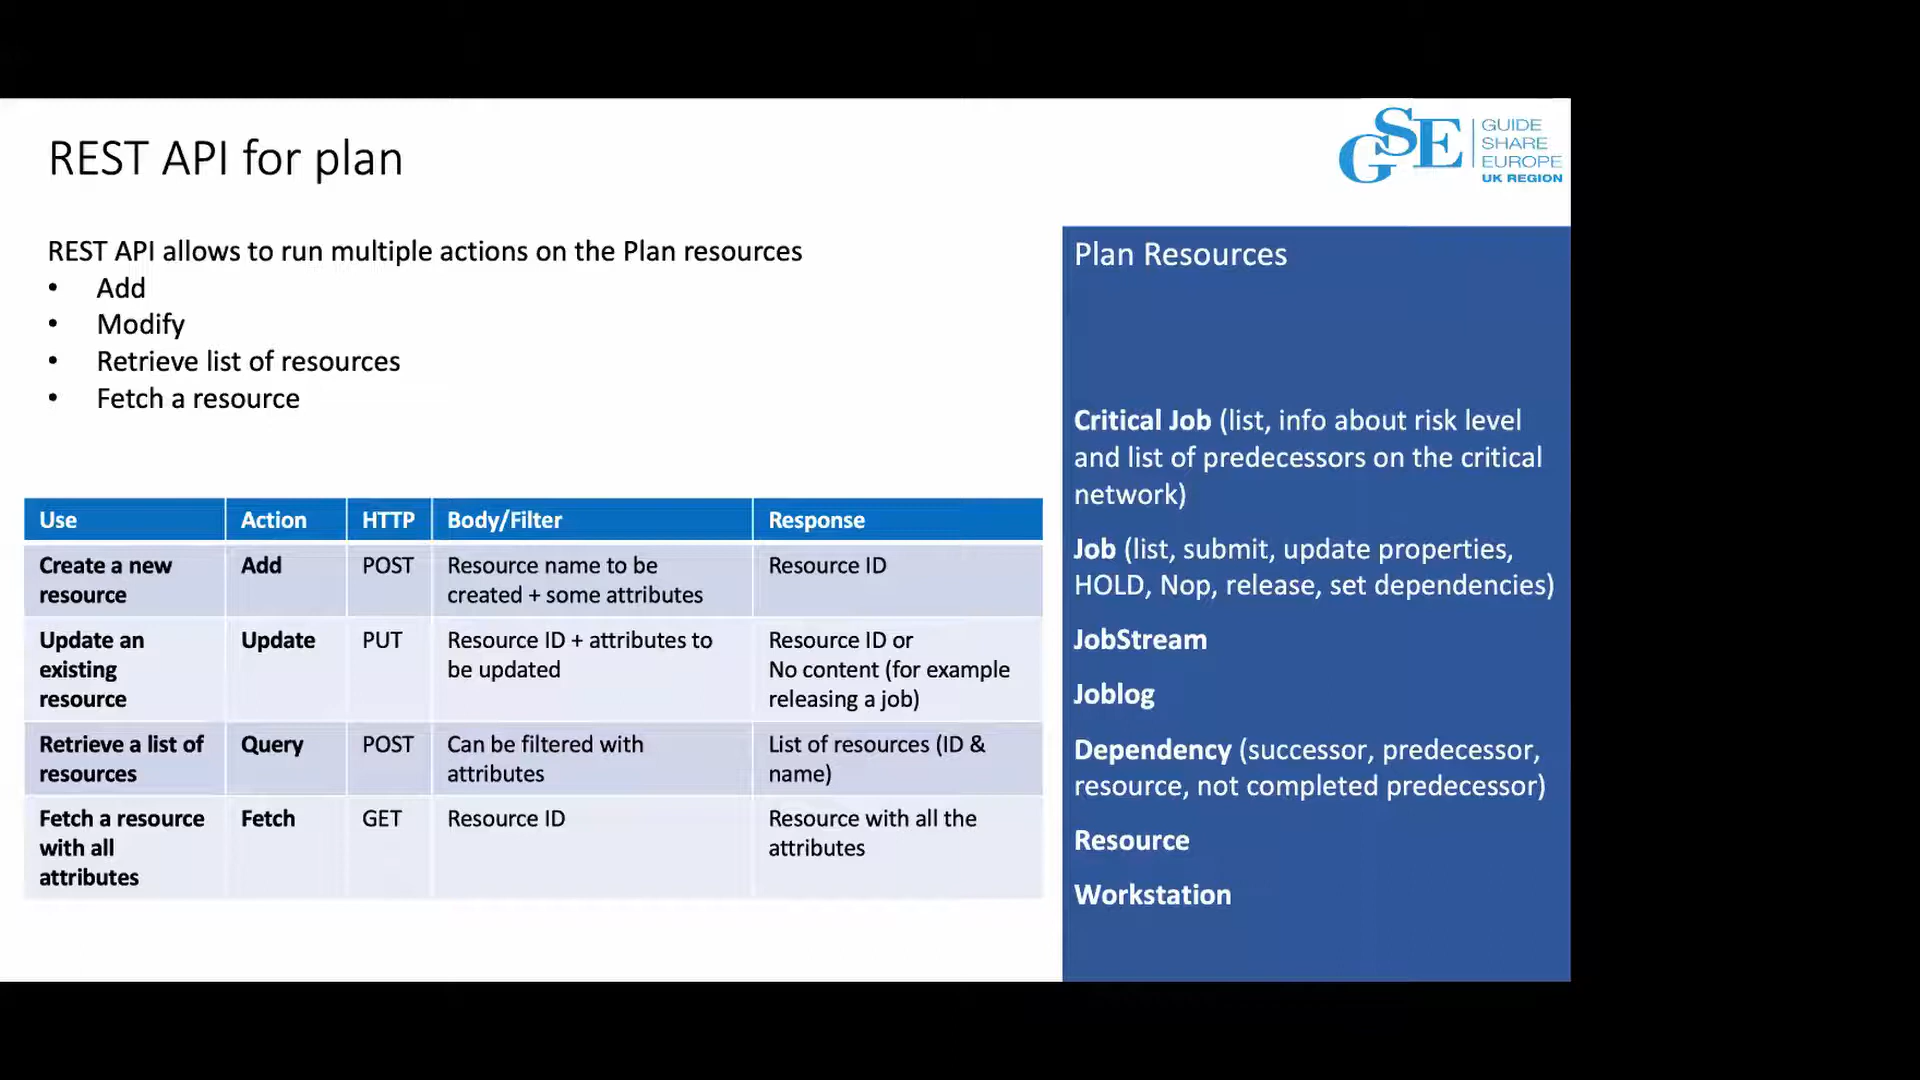 REST API for plan
GSE
GUIDE
SHARE
EUROPE
UK REGION
REST API allows to run multiple actions on the Plan resources
• Add
• Modify
• Retrieve list of resources
• Fetch a resource
Use Action HTTP Body/Filter Response
Create a new Add POST Resource name to be Resource ID
resource created + some attributes
Update an Update PUT Resource ID + attributes to Resource ID or
existing be updated No content (for example
resource releasing a job)
Retrieve a list of Query POST Can be filtered with List of resources (ID &
resources attributes name)
Fetch a resource Fetch GET Resource ID Resource with all the
with all attributes
attributes
Plan Resources
Critical Job (list, info about risk level
and list of predecessors on the critical
network)
Job (list, submit, update properties,
HOLD, Nop, release, set dependencies)
JobStream
Joblog
Dependency (successor, predecessor,
resource, not completed predecessor)
Resource
Workstation